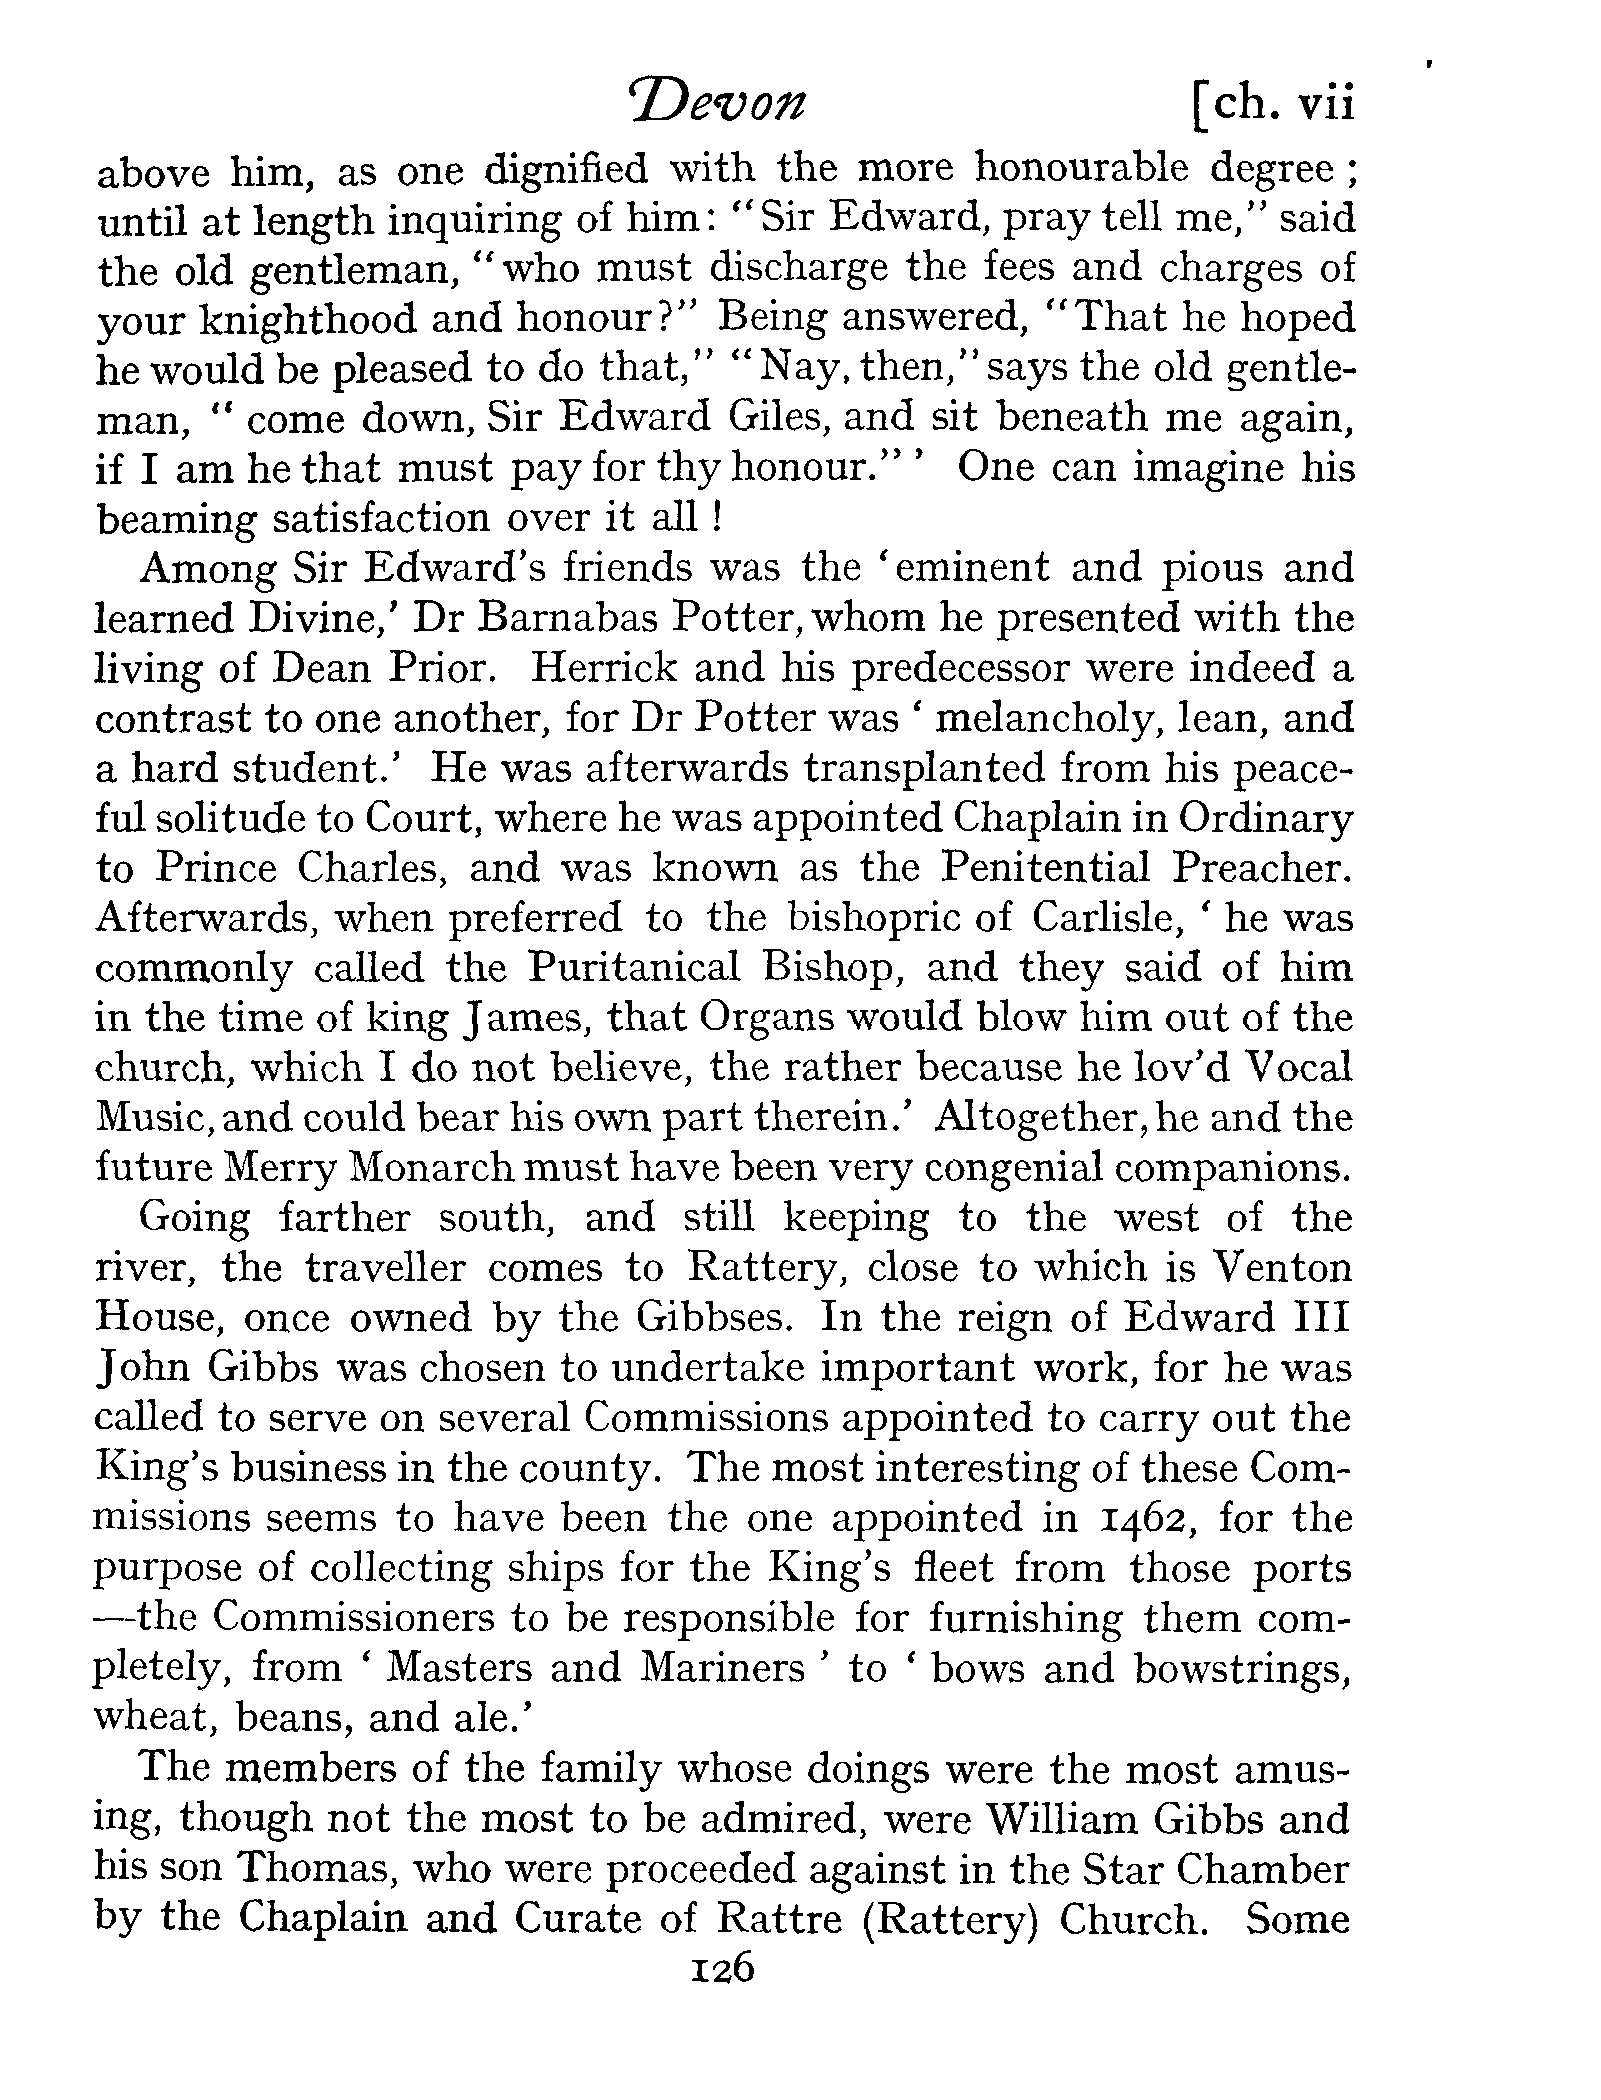 Devon [ch. vii
above him, as one dignified with the more honourable degree ;
until at length inquiring of him: “Sir Edward, pray tell me,” said
the old gentleman, “who must discharge the fees and charges of
your knighthood and honour?” Being answered, “That he hoped
he would be pleased to do that,” “Nay, then,” says the old gentle-
man, “ come down, Sir Edward Giles, and sit beneath me again,
if I am he that must pay for thy honour.” ’ One can imagine his
beaming satisfaction over it all !
Among Sir Edward’s friends was the ‘eminent and pious and
learned Divine,’ Dr Barnabas Potter, whom he presented with the
living of Dean Prior. Herrick and his predecessor were indeed a
contrast to one another, for Dr Potter was ‘ melancholy, lean, and
a hard student.’ He was afterwards transplanted from his peace-
ful solitude to Court, where he was appointed Chaplain in Ordinary
to Prince Charles, and was known as the Penitential Preacher.
Afterwards, when preferred to the bishopric of Carlisle, ‘ he was
commonly called the Puritanical Bishop, and they said of him
in the time of king James, that Organs would blow him out of the
church, which I do not believe, the rather because he lov’d Vocal
Music, and could bear his own part therein.’ Altogether, he and the
future Merry Monarch must have been very congenial companions.
Going farther south, and still keeping to the west of the
river, the traveller comes to Rattery, close to which is Venton
House, once owned by the Gibbses. In the reign of Edward III
John Gibbs was chosen to undertake important work, for he was
called to serve on several Commissions appointed to carry out the
King’s business in the county. The most interesting of these Com-
missions seems to have been the one appointed in 1462, for the
purpose of collecting ships for the King’s fleet from those ports
—the Commissioners to be responsible for furnishing them com-
pletely, from ‘ Masters and Mariners ’ to ‘ bows and bowstrings,
wheat, beans, and ale.’
The members of the family whose doings were the most amus-
ing, though not the most to be admired, were William Gibbs and
his son Thomas, who were proceeded against in the Star Chamber
by the Chaplain and Curate of Rattre (Rattery) Church. Some
126